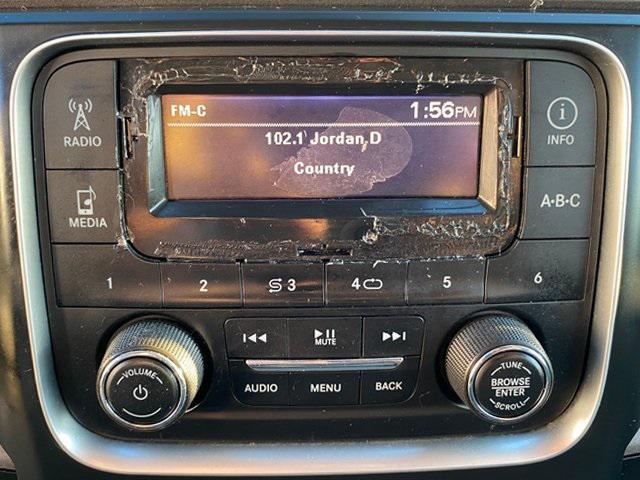 FM-C 1:56PM
102.1 Jordan,D
Country
RADIO
INFO
MEDIA
A•B•C
1 2 3 4 5 6
VOLUME
MUTE
AUDIO MENU BACK
TUNE
BROWSE
ENTER
SCROLL